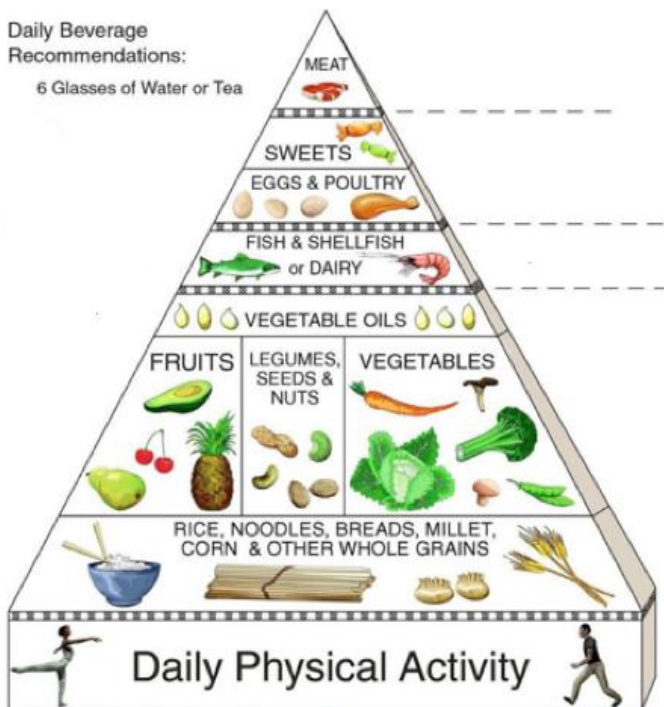 Daily Beverage
Recommendations:
6 Glasses of Water or Tea
MEAT
SWEETS
EGGS & POULTRY
FISH & SHELLFISH
or DAIRY
VEGETABLE OILS
FRUITS
LEGUMES,
SEEDS &
NUTS
VEGETABLES
RICE, NOODLES, BREADS, MILLET,
CORN & OTHER WHOLE GRAINS
Daily Physical Activity